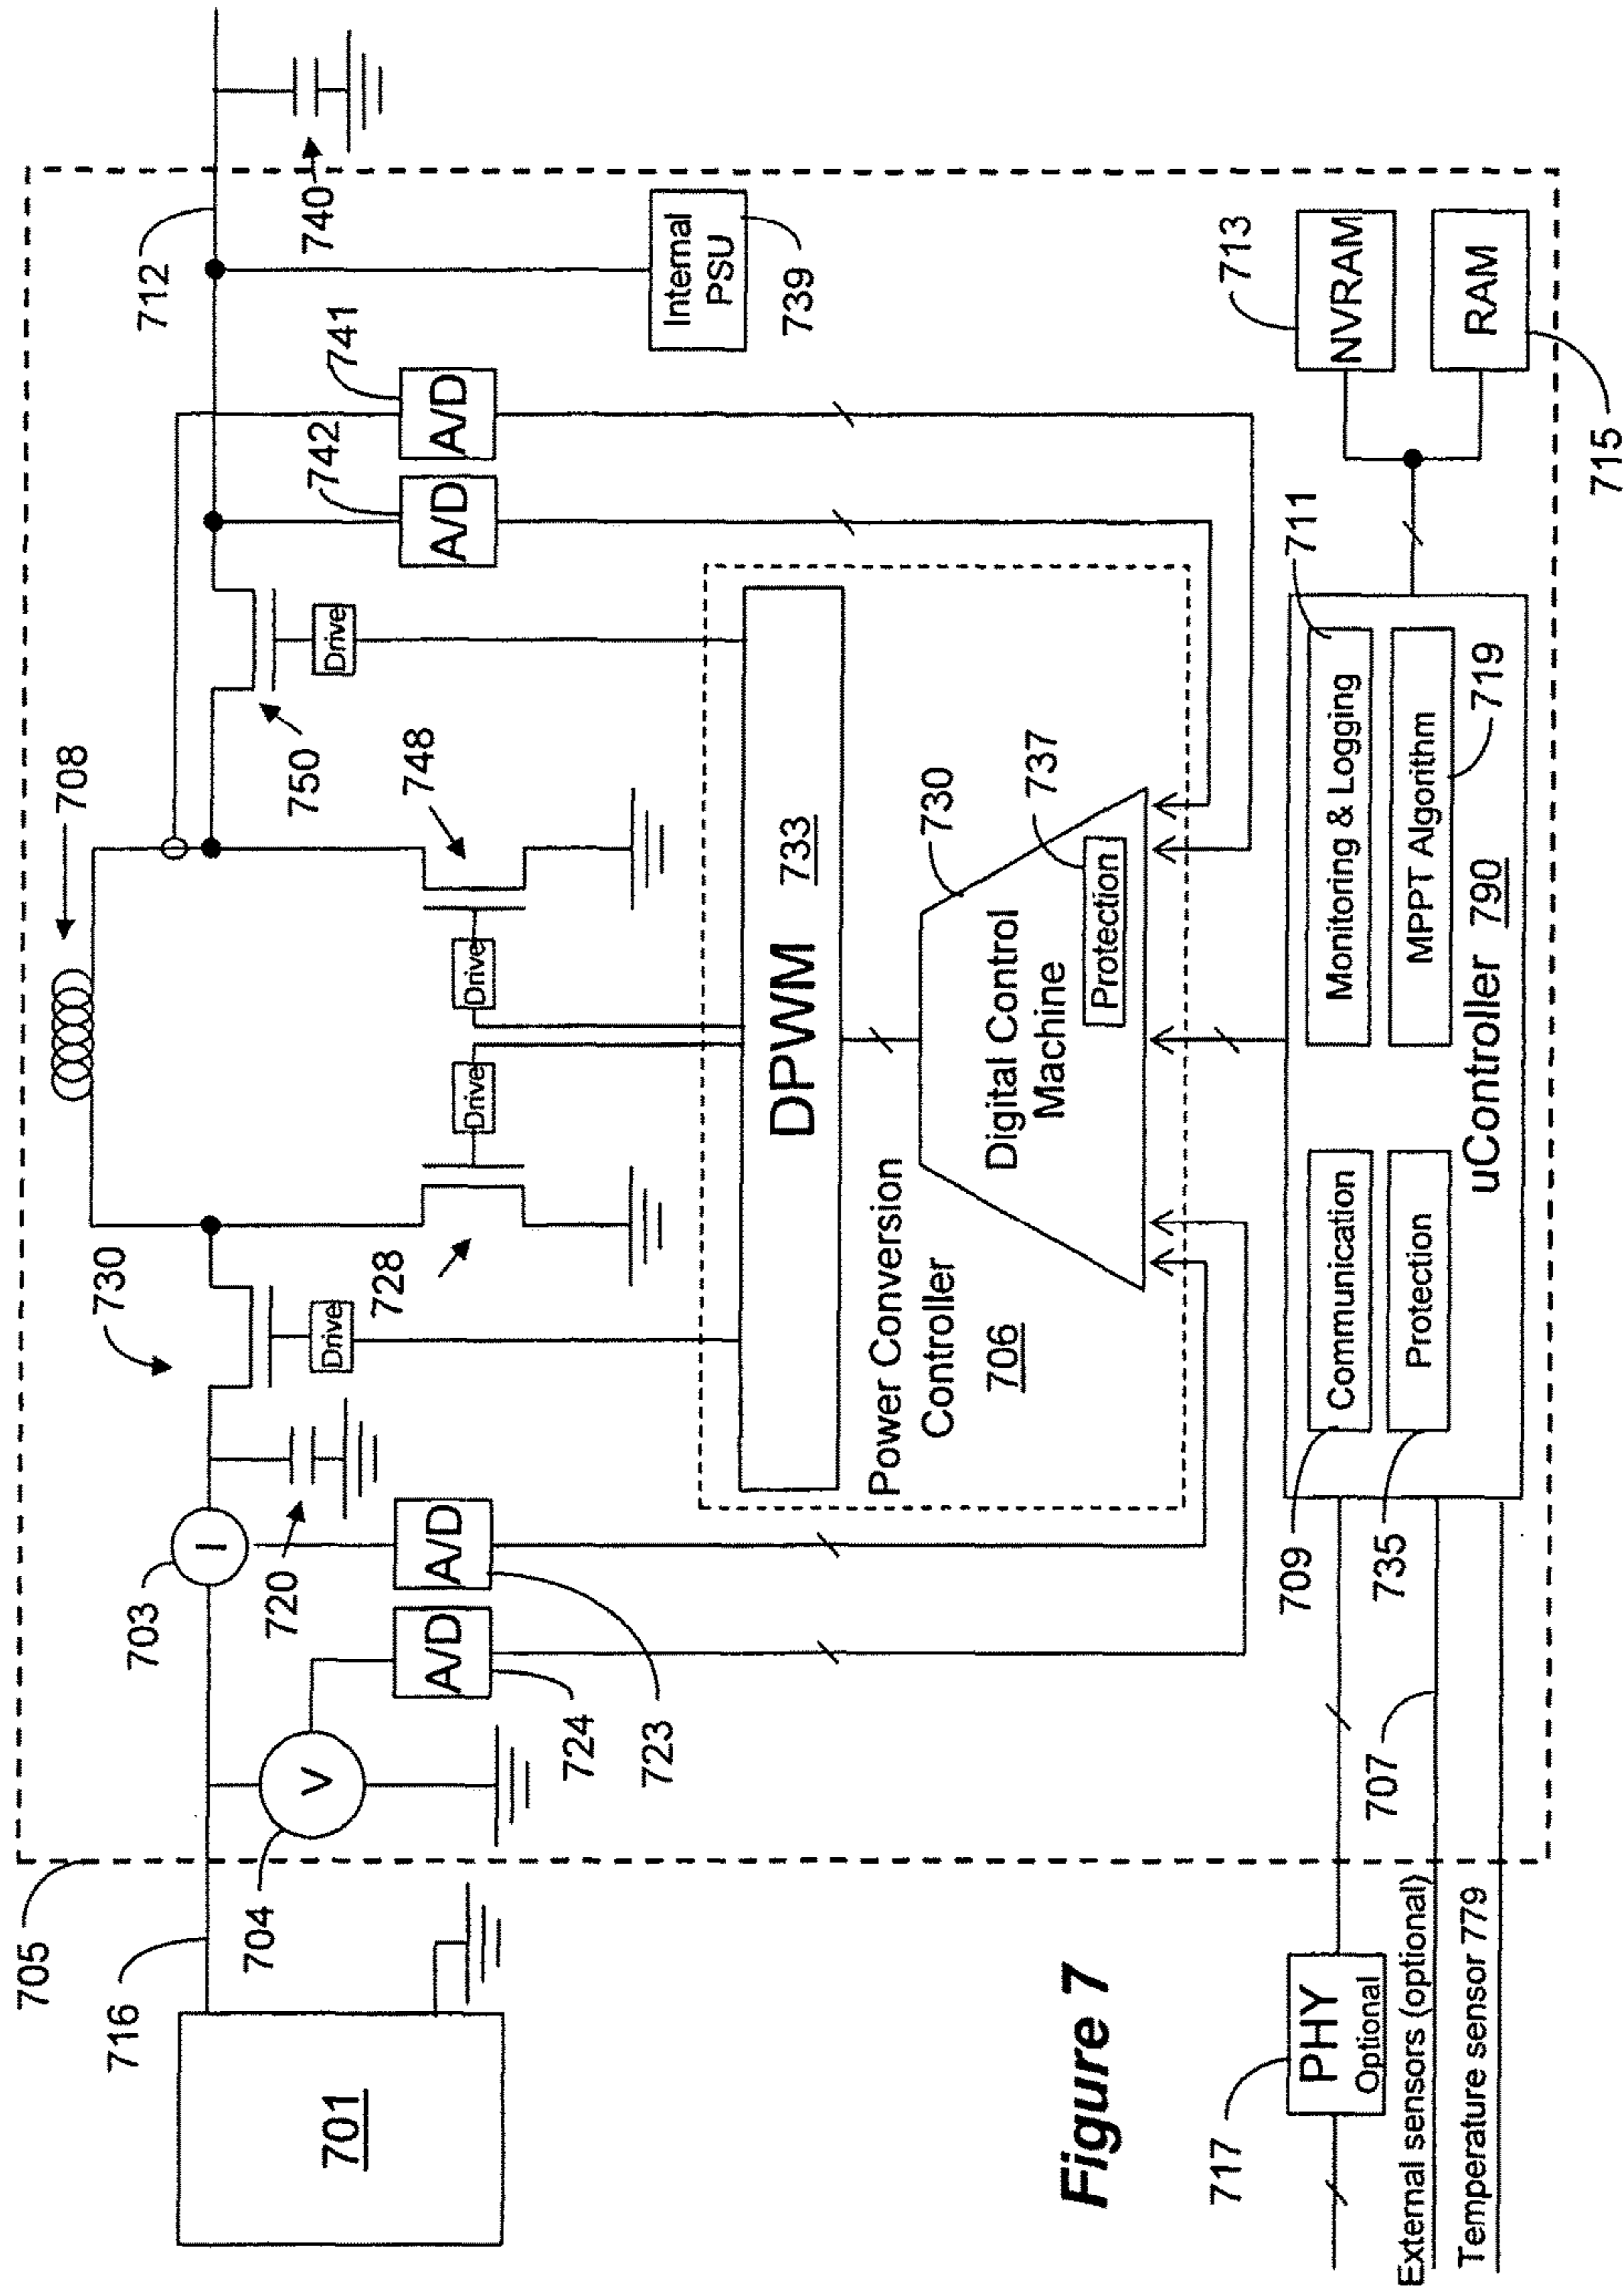 705
716
701
704
703
V
I
720
A/D
A/D
724
723
730
Drive
728
708
Drive
Drive
748
750
Drive
742
741
A/D
A/D
712
740
Internal
PSU
739
DPWM 733
Power Conversion
Controller
706
Digital Control
Machine
730
737
Protection
Communication
709
Protection
735
Monitoring & Logging
711
MPPT Algorithm
719
uController 790
NVRAM
713
RAM
715
717
PHY
Optional
707
External sensors (optional)
Temperature sensor 779
Figure 7